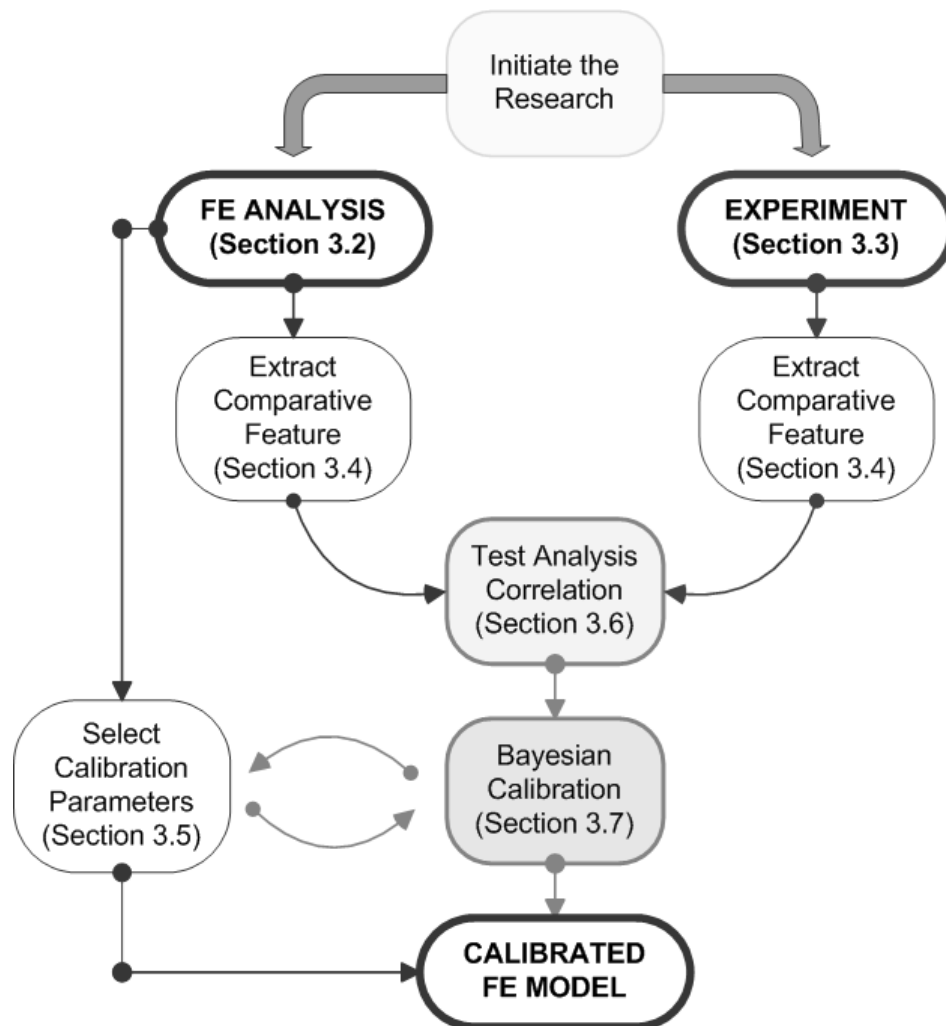 Initiate the
Research
FE ANALYSIS
(Section 3.2)
EXPERIMENT
(Section 3.3)
Extract
Comparative
Feature
(Section 3.4)
Extract
Comparative
Feature
(Section 3.4)
Test Analysis
Correlation
(Section 3.6)
Select
Calibration
Parameters
(Section 3.5)
Bayesian
Calibration
(Section 3.7)
CALIBRATED
FE MODEL